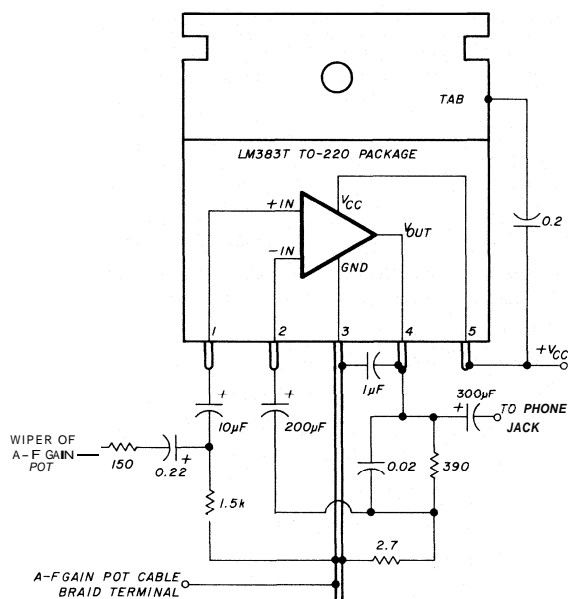 TAB
LM383T TO-220 PACKAGE
+IN
VCC
VOUT
-IN
GND
0.2
1
2
3
4
5
+VCC
+
+
1µF
300µF
+
TO PHONE
JACK
10µF
200µF
WIPER OF
A-F GAIN
POT
150
0.22
+
0.02
390
1.5k
2.7
A-F GAIN POT CABLE
BRAID TERMINAL